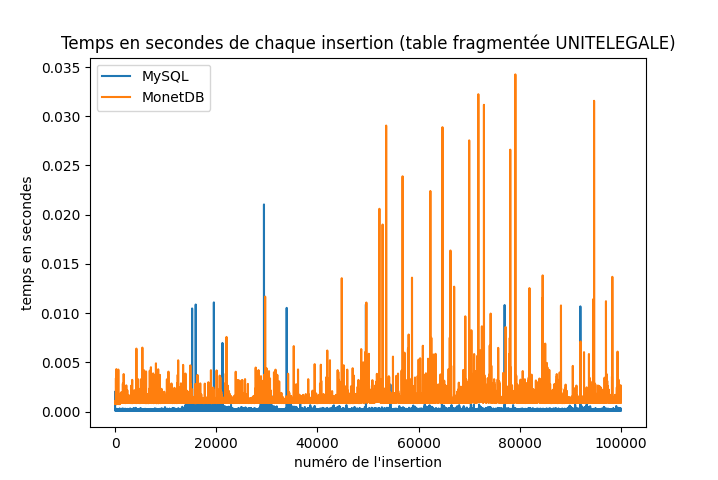 Temps en secondes de chaque insertion (table fragmentée UNITELEGALE)
MySQL
MonetDB
temps en secondes
0.035
0.030
0.025
0.020
0.015
0.010
0.005
0.000
0 20000 40000 60000 80000 100000
numéro de l'insertion